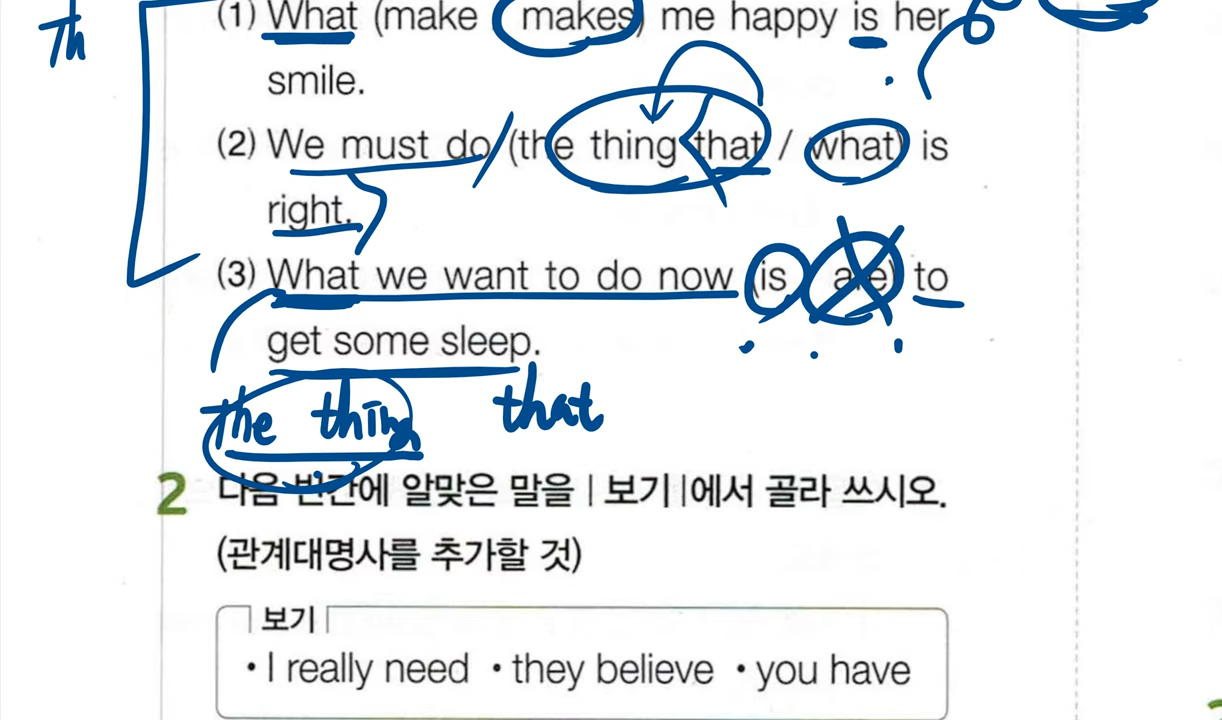 Th
(1) What (make makes) me happy is her
smile.
(2) We must do (the thing that / what) is
right.
(3) What we want to do now (is are) to
get some sleep.
the thing that
2 다음 빈칸에 알맞은 말을 | 보기 |에서 골라 쓰시오.
(관계대명사를 추가할 것)
| 보기 |
• I really need • they believe • you have